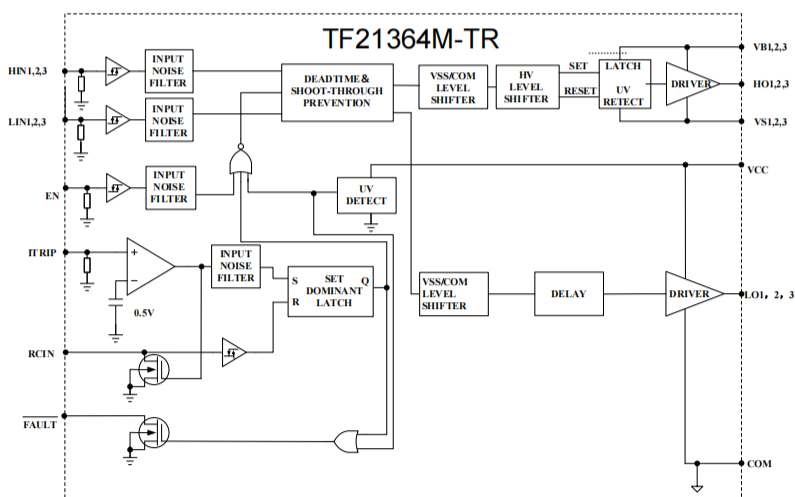 TF21364M-TR
HIN1,2,3
INPUT
NOISE
FILTER
DEADTIME &
SHOOT-THROUGH
PREVENTION
VSS/COM
LEVEL
SHIFTER
HV
LEVEL
SHIFTER
SET
RESET
LATCH
UV
RETECT
DRIVER
VB1,2,3
HO1,2,3
VS1,2,3
LIN1,2,3
INPUT
NOISE
FILTER
EN
INPUT
NOISE
FILTER
UV
DETECT
VCC
ITRIP
+
−
0.5V
INPUT
NOISE
FILTER
S
R
SET
DOMINANT
LATCH
Q
VSS/COM
LEVEL
SHIFTER
DELAY
DRIVER
LO1，2，3
RCIN
FAULT
COM